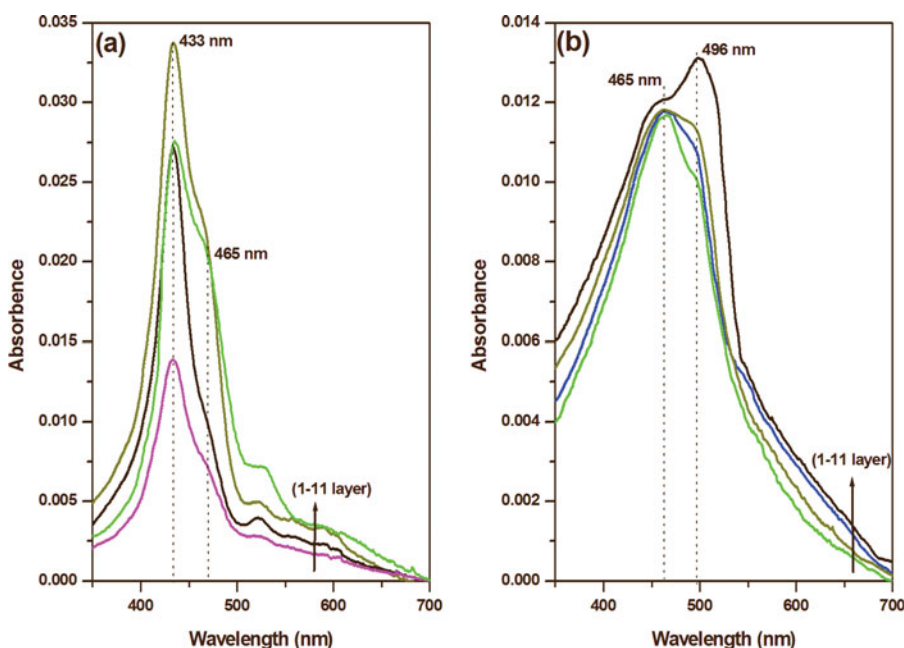 (a)
433 nm
465 nm
(1-11 layer)
0.035
0.030
0.025
0.020
0.015
0.010
0.005
0.000
Absorbence
400
500
600
700
Wavelength (nm)
(b)
465 nm
496 nm
(1-11 layer)
0.014
0.012
0.010
0.008
0.006
0.004
0.002
0.000
Absorbance
400
500
600
700
Wavelength (nm)